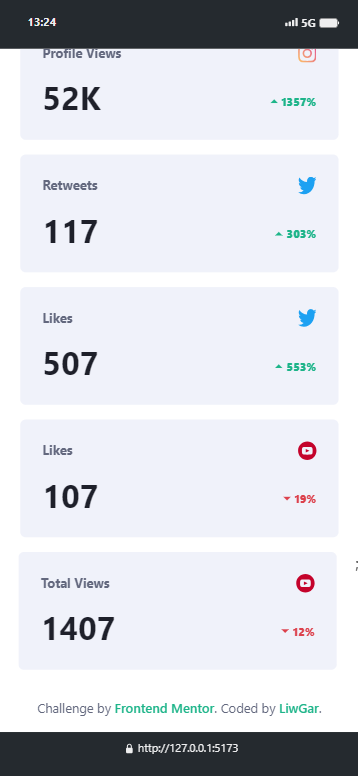 13:24
5G
Profile Views
52K
1357%
Retweets
117
303%
Likes
507
553%
Likes
107
19%
Total Views
1407
12%
Challenge by Frontend Mentor. Coded by LiwGar.
http://127.0.0.1:5173